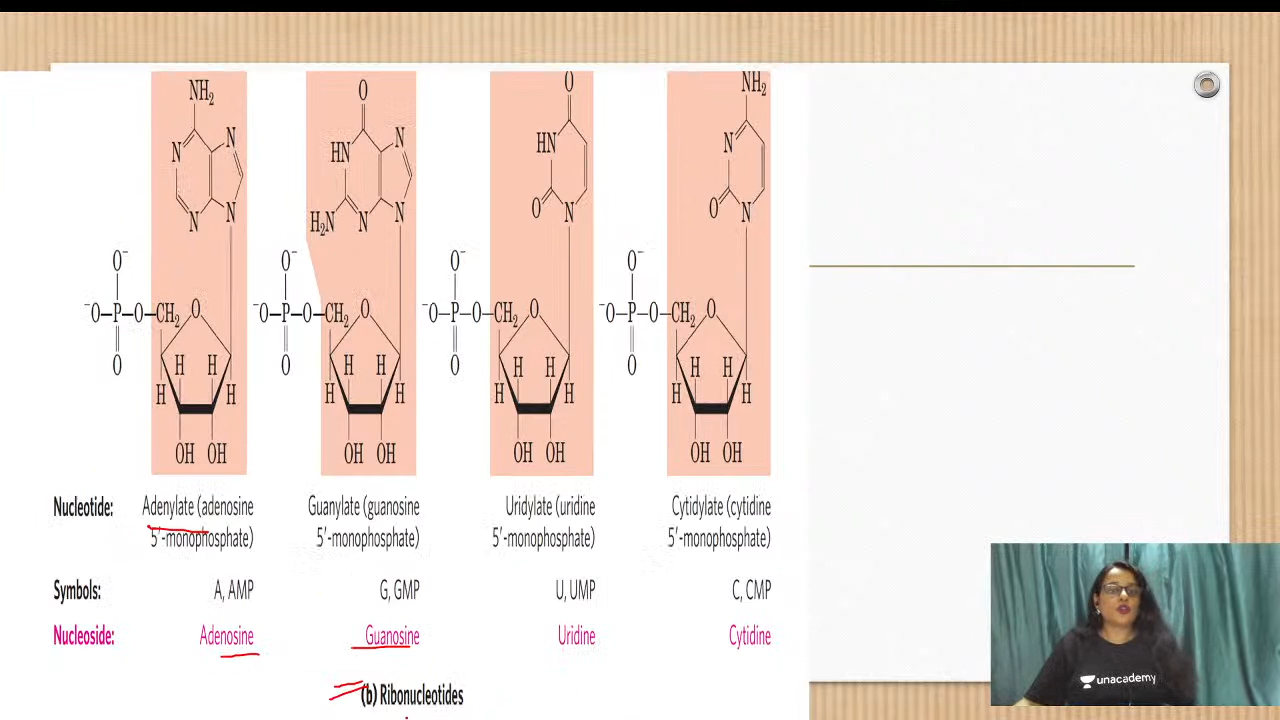 NH₂ O O NH₂
N N HN N HN N
N N H₂N N N O N O N
O⁻ O⁻ O⁻ O⁻
⁻O–P–O–CH₂ O ⁻O–P–O–CH₂ O ⁻O–P–O–CH₂ O ⁻O–P–O–CH₂ O
O H H O H H O H H O H H
H H H H H H H H
OH OH OH OH OH OH OH OH
Nucleotide: Adenylate (adenosine Guanylate (guanosine Uridylate (uridine Cytidylate (cytidine
5′-monophosphate) 5′-monophosphate) 5′-monophosphate) 5′-monophosphate)
Symbols: A, AMP G, GMP U, UMP C, CMP
Nucleoside: Adenosine Guanosine Uridine Cytidine
unacademy
(b) Ribonucleotides